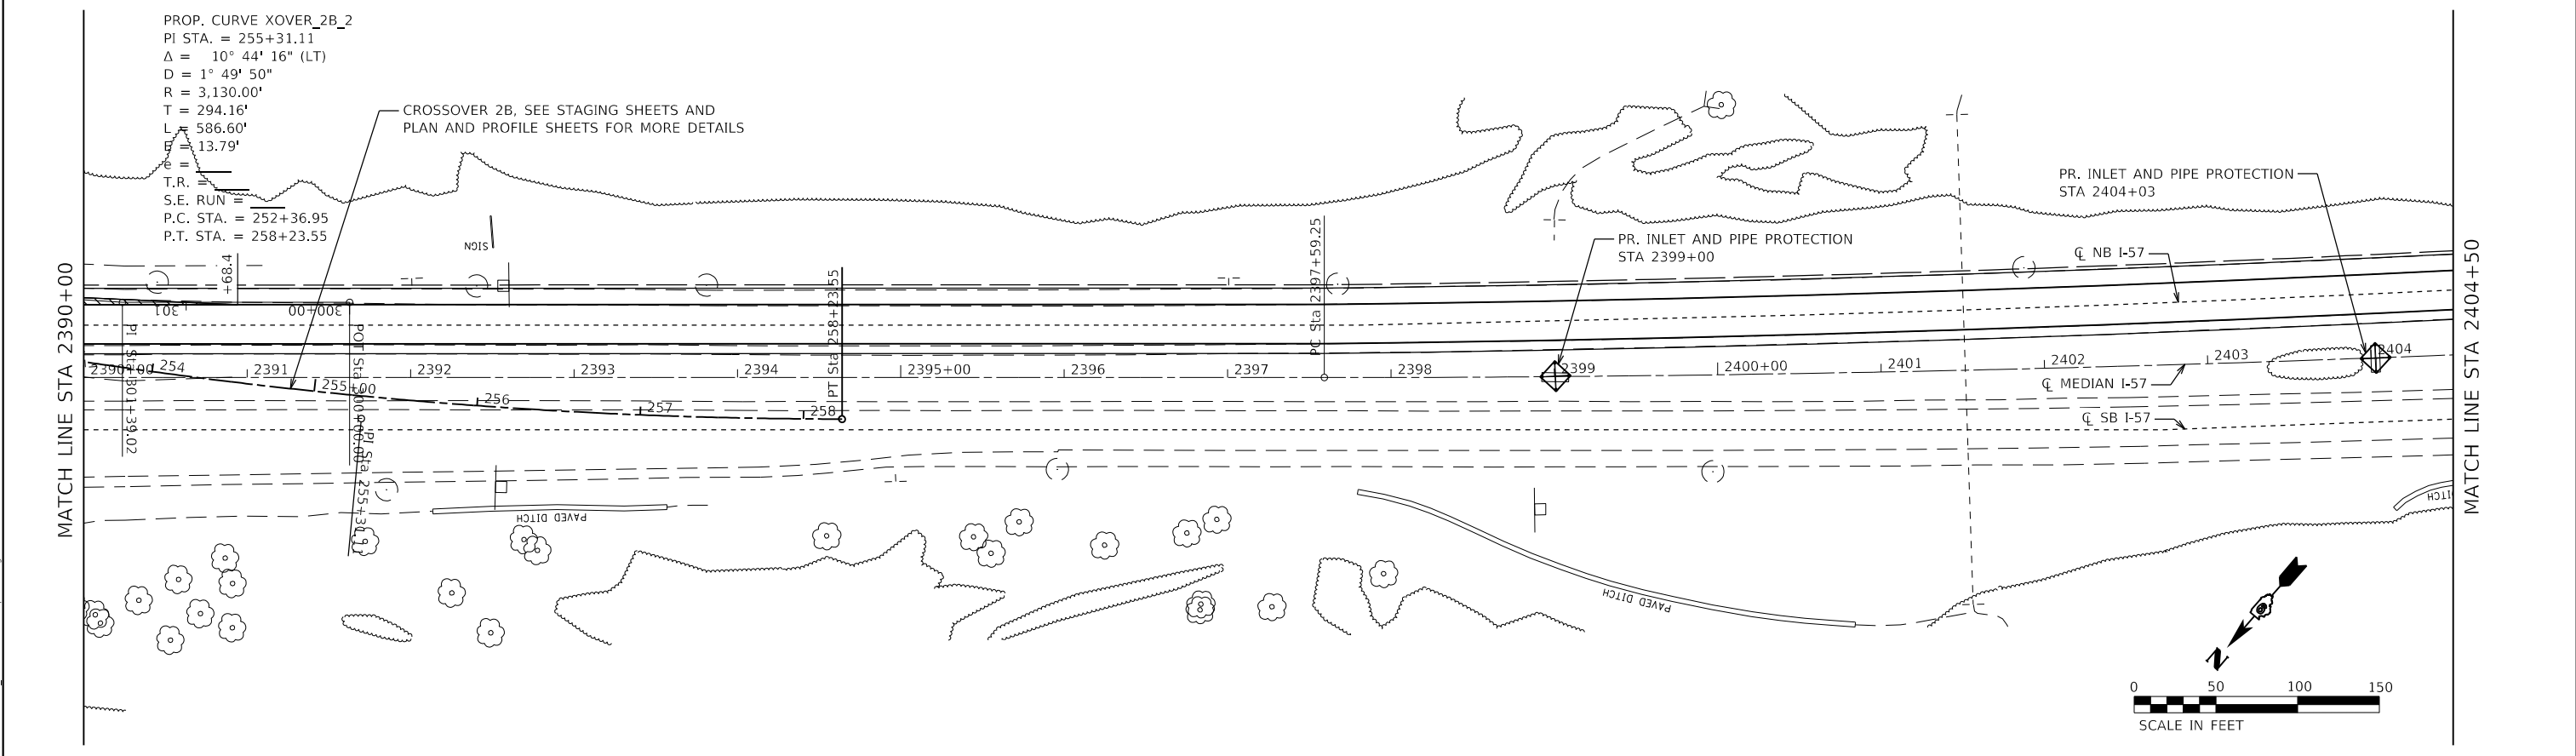 PROP. CURVE XOVER_2B_2
PI STA. = 255+31.11
Δ = 10° 44' 16" (LT)
D = 1° 49' 50"
R = 3,130.00'
T = 294.16'
L = 586.60'
E = 13.79'
e = ____
T.R. = ____
S.E. RUN = ____
P.C. STA. = 252+36.95
P.T. STA. = 258+23.55
CROSSOVER 2B, SEE STAGING SHEETS AND
PLAN AND PROFILE SHEETS FOR MORE DETAILS
PR. INLET AND PIPE PROTECTION
STA 2404+03
PR. INLET AND PIPE PROTECTION
STA 2399+00
SIGN
℄ NB I-57
+68.4
PC Sta 2397+59.25
PT Sta 258+23.55
301
300+00
MATCH LINE STA 2390+00
MATCH LINE STA 2404+50
PI Sta 301+39.02
POT Sta 300+00.00
PI Sta 255+31.11
2390+00
2391
2392
2393
2394
2395+00
2396
2397
2398
2399
2400+00
2401
2402
2403
2404
254
255+00
256
257
258
℄ MEDIAN I-57
℄ SB I-57
PAVED DITCH
PAVED DITCH
DITCH
N
0 50 100 150
SCALE IN FEET